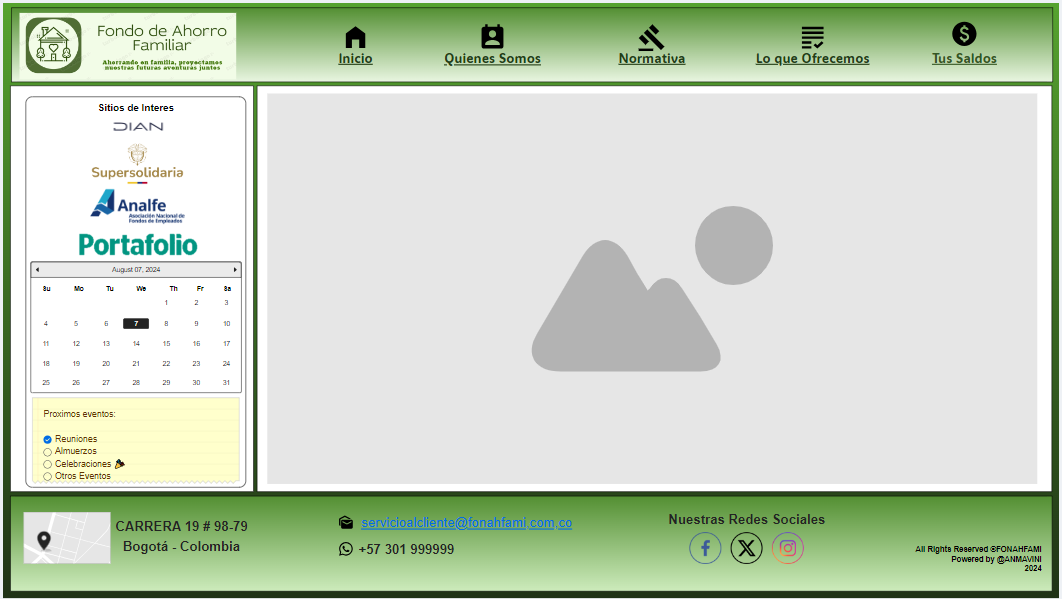 Fondo de Ahorro
Familiar
Ahorrando en familia, proyectamos
nuestras futuras aventuras juntos
Inicio
Quienes Somos
Normativa
Lo que Ofrecemos
Tus Saldos
Sitios de Interes
DIAN
Supersolidaria
Analfe
Asociación Nacional de
Fondos de Empleados
Portafolio
August 07, 2024
Su Mo Tu We Th Fr Sa
1 2 3
4 5 6 7 8 9 10
11 12 13 14 15 16 17
18 19 20 21 22 23 24
25 26 27 28 29 30 31
Proximos eventos:
Reuniones
Almuerzos
Celebraciones 🎉
Otros Eventos
CARRERA 19 # 98-79
Bogotá - Colombia
servicioalcliente@fonahfami,com,co
+57 301 999999
Nuestras Redes Sociales
All Rights Reserved ®FONAHFAMI
Powered by @ANMAVINI
2024